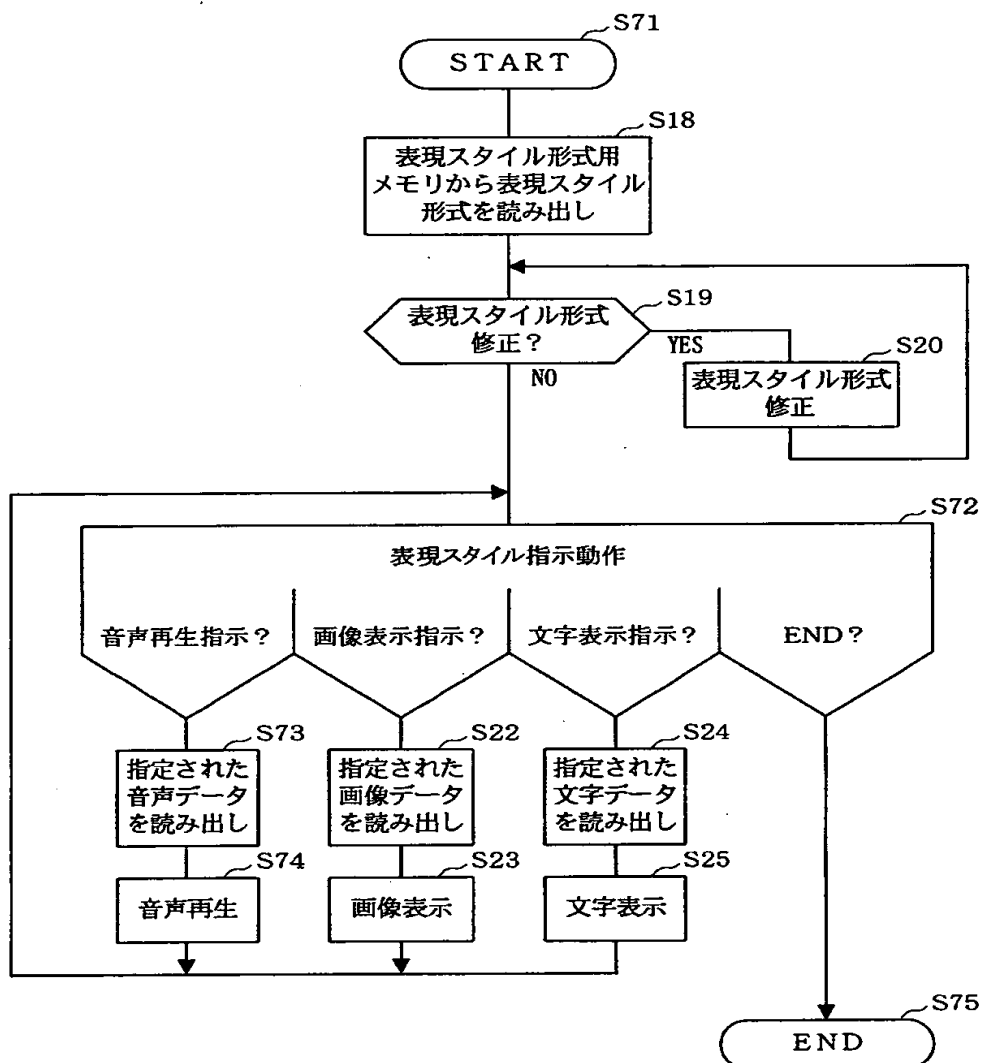 S71
START
S18
表現スタイル形式用
メモリから表現スタイル
形式を読み出し
S19
表現スタイル形式
修正？
YES
NO
S20
表現スタイル形式
修正
S72
表現スタイル指示動作
音声再生指示？
画像表示指示？
文字表示指示？
END？
S73
指定された
音声データ
を読み出し
S22
指定された
画像データ
を読み出し
S24
指定された
文字データ
を読み出し
S74
音声再生
S23
画像表示
S25
文字表示
S75
END